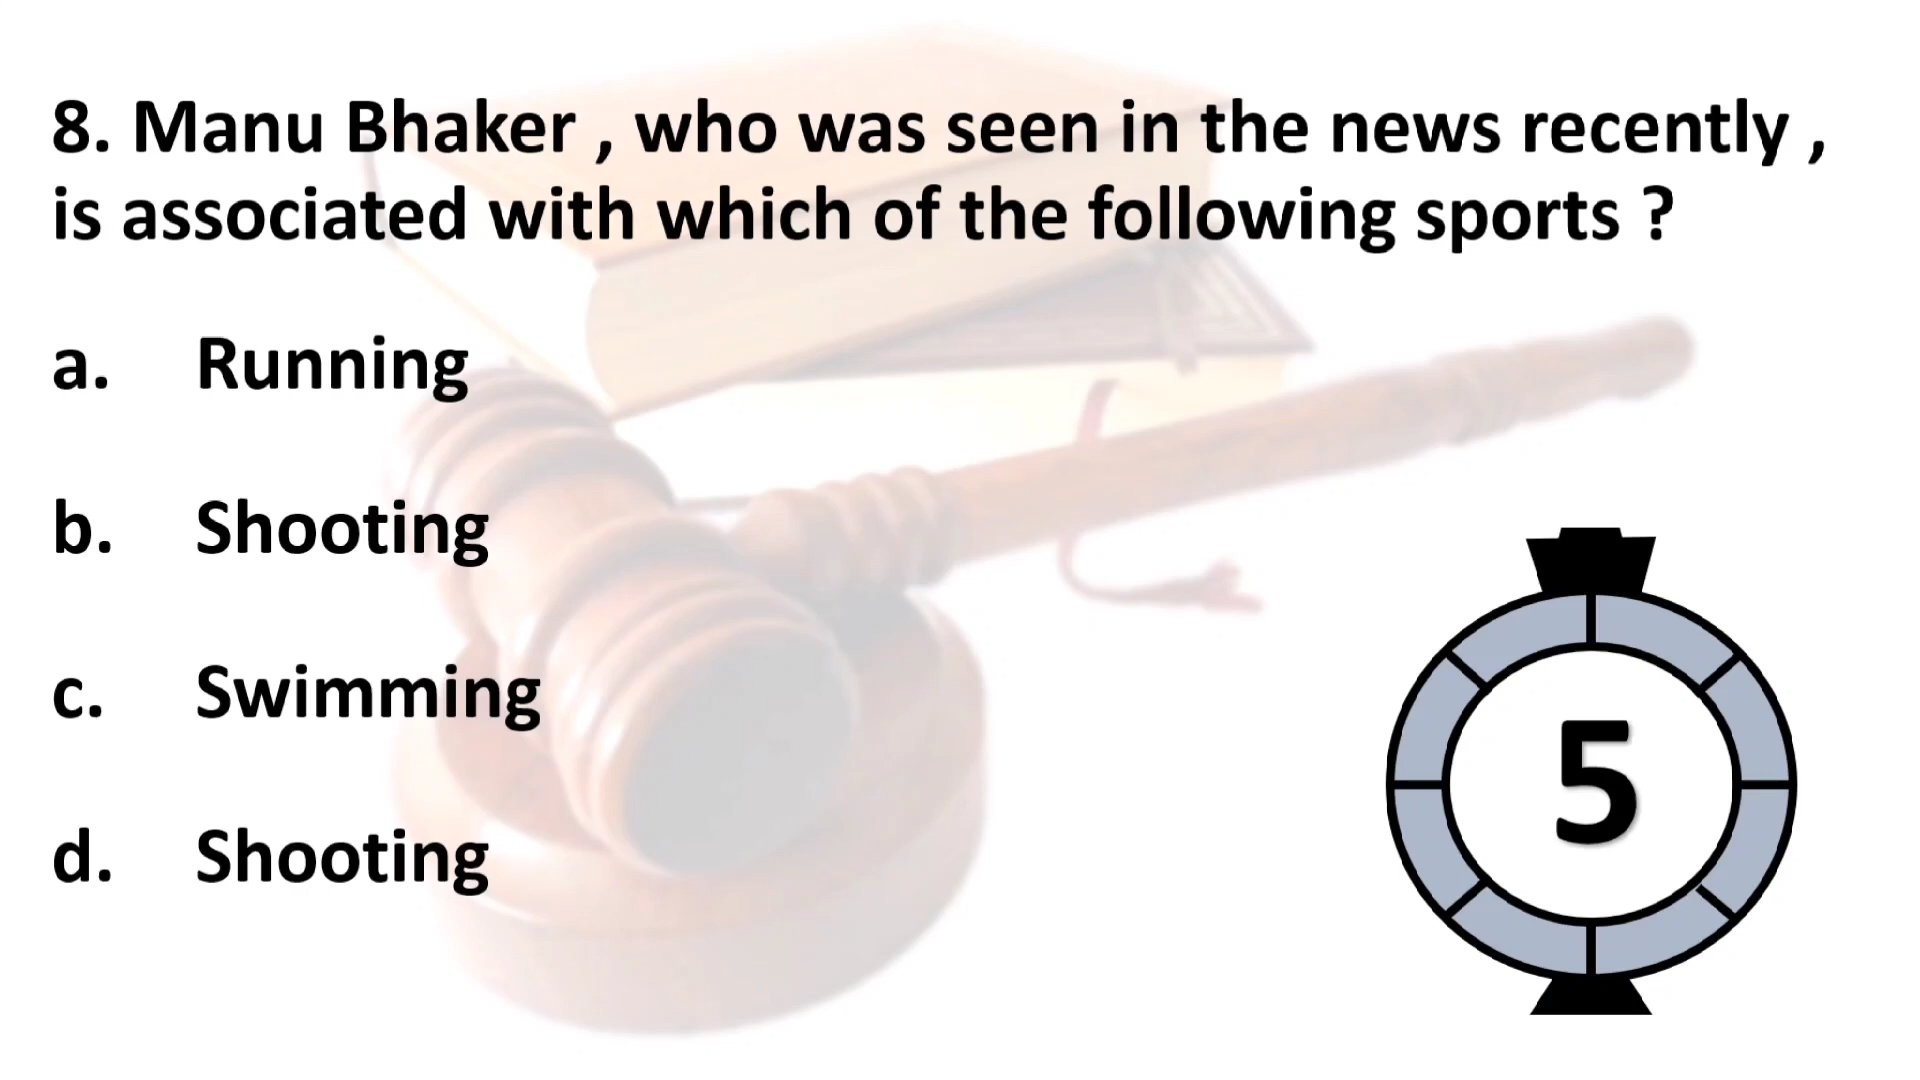 8. Manu Bhaker , who was seen in the news recently ,
is associated with which of the following sports ?
a. Running
b. Shooting
c. Swimming
d. Shooting
5